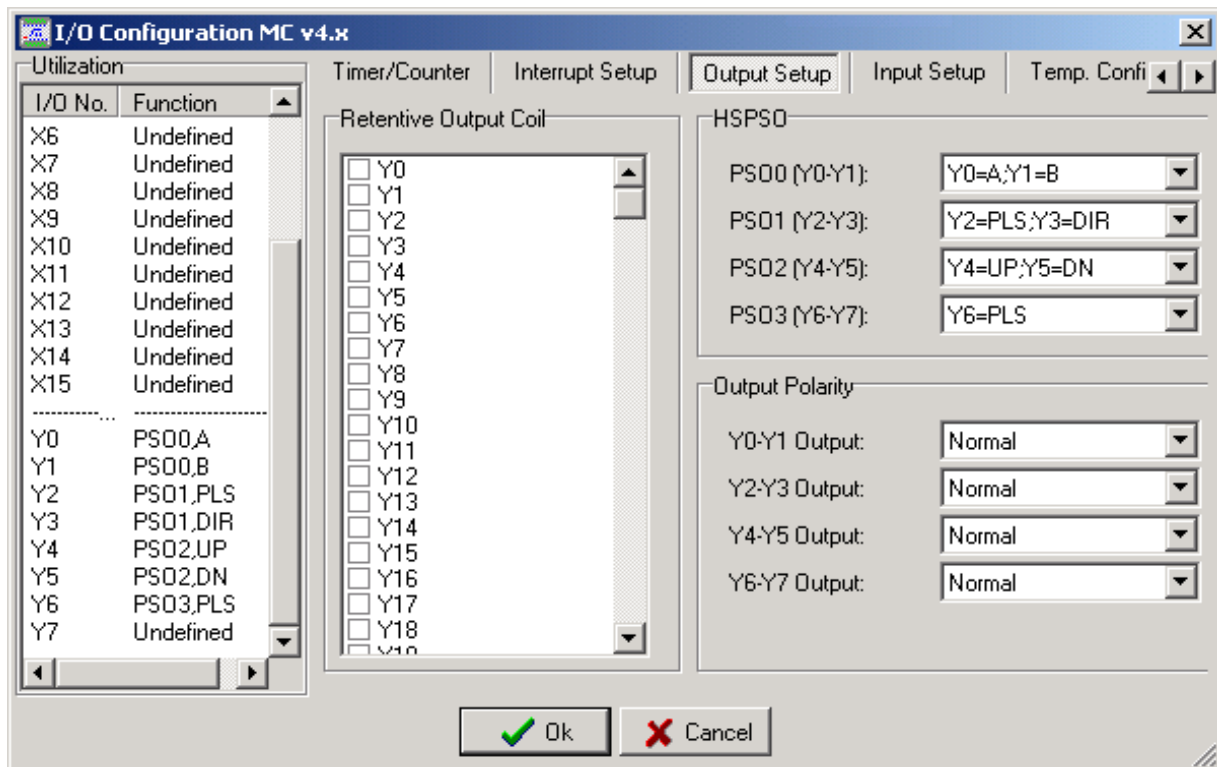 I/O Configuration MC v4.x
Utilization
I/O No. Function
X6 Undefined
X7 Undefined
X8 Undefined
X9 Undefined
X10 Undefined
X11 Undefined
X12 Undefined
X13 Undefined
X14 Undefined
X15 Undefined
-----------... --------------------
Y0 PSO0,A
Y1 PSO0,B
Y2 PSO1,PLS
Y3 PSO1,DIR
Y4 PSO2,UP
Y5 PSO2,DN
Y6 PSO3,PLS
Y7 Undefined
Timer/Counter Interrupt Setup Output Setup Input Setup Temp. Confi
Retentive Output Coil
Y0
Y1
Y2
Y3
Y4
Y5
Y6
Y7
Y8
Y9
Y10
Y11
Y12
Y13
Y14
Y15
Y16
Y17
Y18
Y19
HSPSO
PSO0 (Y0-Y1): Y0=A;Y1=B
PSO1 (Y2-Y3): Y2=PLS;Y3=DIR
PSO2 (Y4-Y5): Y4=UP;Y5=DN
PSO3 (Y6-Y7): Y6=PLS
Output Polarity
Y0-Y1 Output: Normal
Y2-Y3 Output: Normal
Y4-Y5 Output: Normal
Y6-Y7 Output: Normal
Ok Cancel